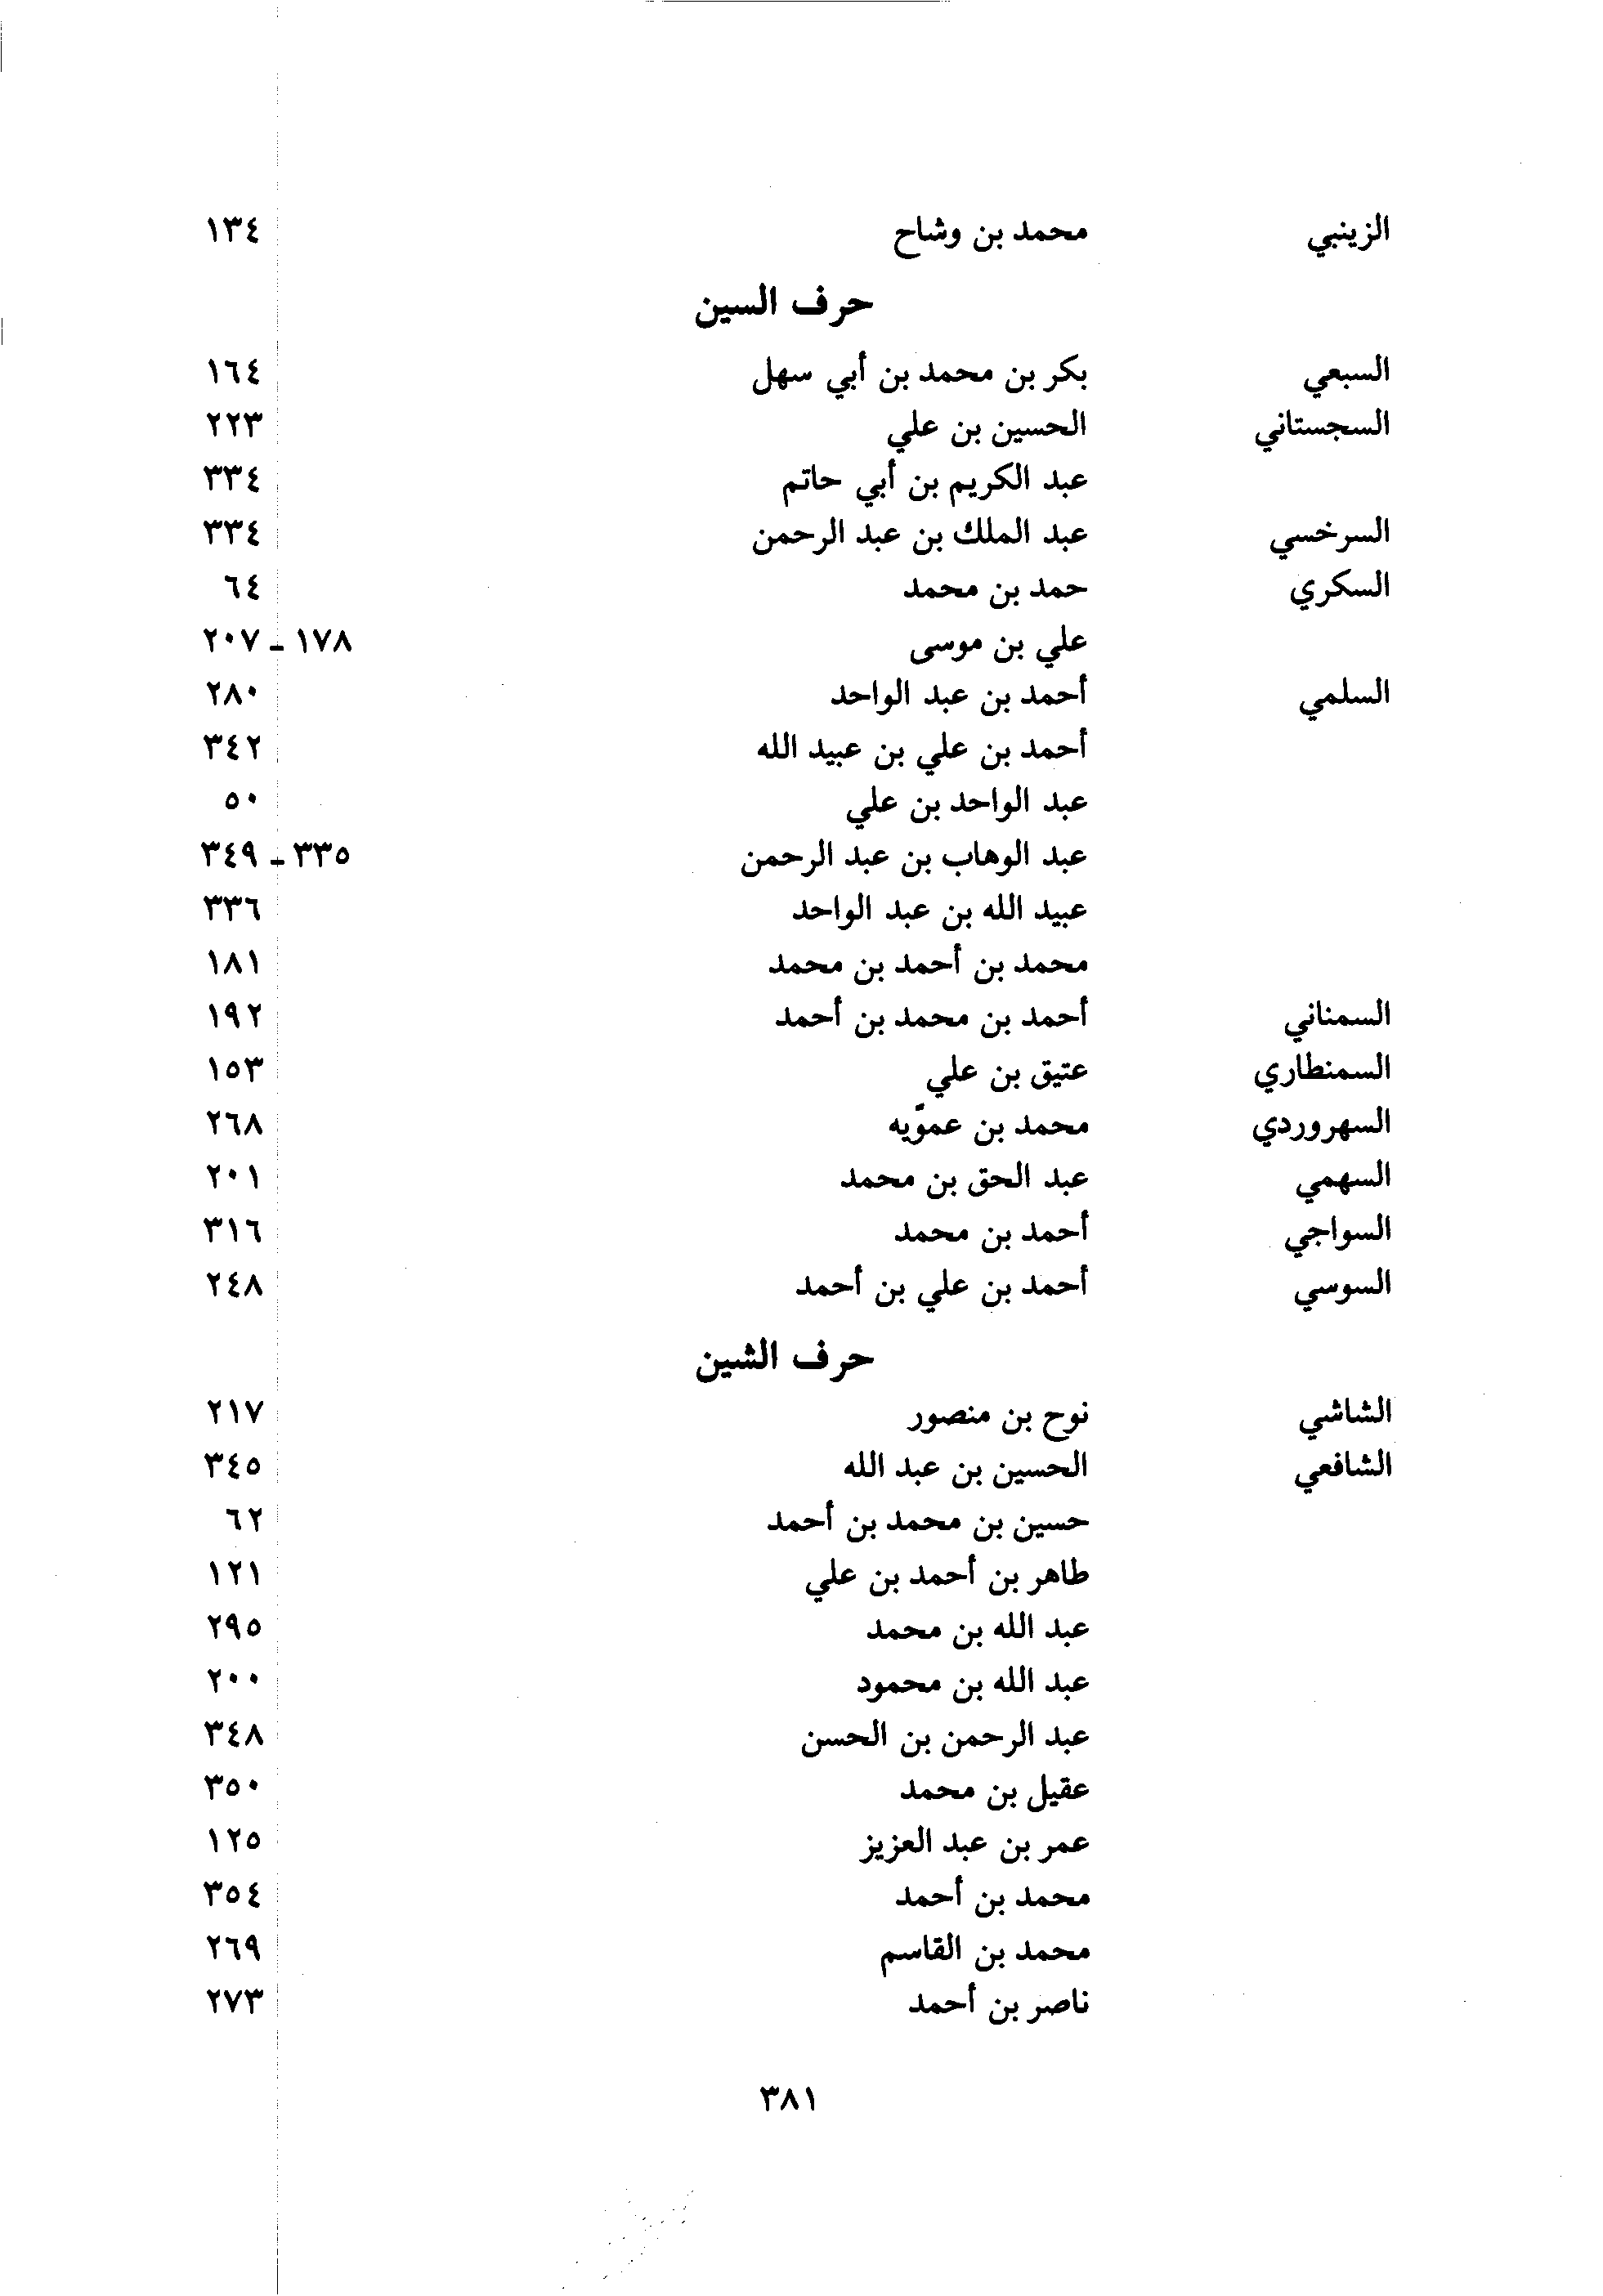 الزينبي محمد بن وشاح ١٣٤
حرف السين
السبعي بكر بن محمد بن أبي سهل ١٦٤
السجستاني الحسين بن علي ٢٢٣
عبد الكريم بن أبي حاتم ٣٣٤
السرخسي عبد الملك بن عبد الرحمن ٣٣٤
السكري حمد بن محمد ٦٤
علي بن موسى ١٧٨ ـ ٢٠٧
السلمي أحمد بن عبد الواحد ٢٨٠
أحمد بن علي بن عبيد الله ٣٤٢
عبد الواحد بن علي ٥٠
عبد الوهاب بن عبد الرحمن ٣٣٥ ـ ٣٤٩
عبيد الله بن عبد الواحد ٣٣٦
محمد بن أحمد بن محمد ١٨١
السمناني أحمد بن محمد بن أحمد ١٩٢
السمنطاري عتيق بن علي ١٥٣
السهروردي محمد بن عموّيه ٢٦٨
السهمي عبد الحق بن محمد ٢٠١
السواجي أحمد بن محمد ٣١٦
السوسي أحمد بن علي بن أحمد ٢٤٨
حرف الشين
الشاشي نوح بن منصور ٢١٧
الشافعي الحسين بن عبد الله ٣٤٥
حسين بن محمد بن أحمد ٦٢
طاهر بن أحمد بن علي ١٢١
عبد الله بن محمد ٢٩٥
عبد الله بن محمود ٢٠٠
عبد الرحمن بن الحسن ٣٤٨
عقيل بن محمد ٣٥٠
عمر بن عبد العزيز ١٢٥
محمد بن أحمد ٣٥٤
محمد بن القاسم ٢٦٩
ناصر بن أحمد ٢٧٣
٣٨١